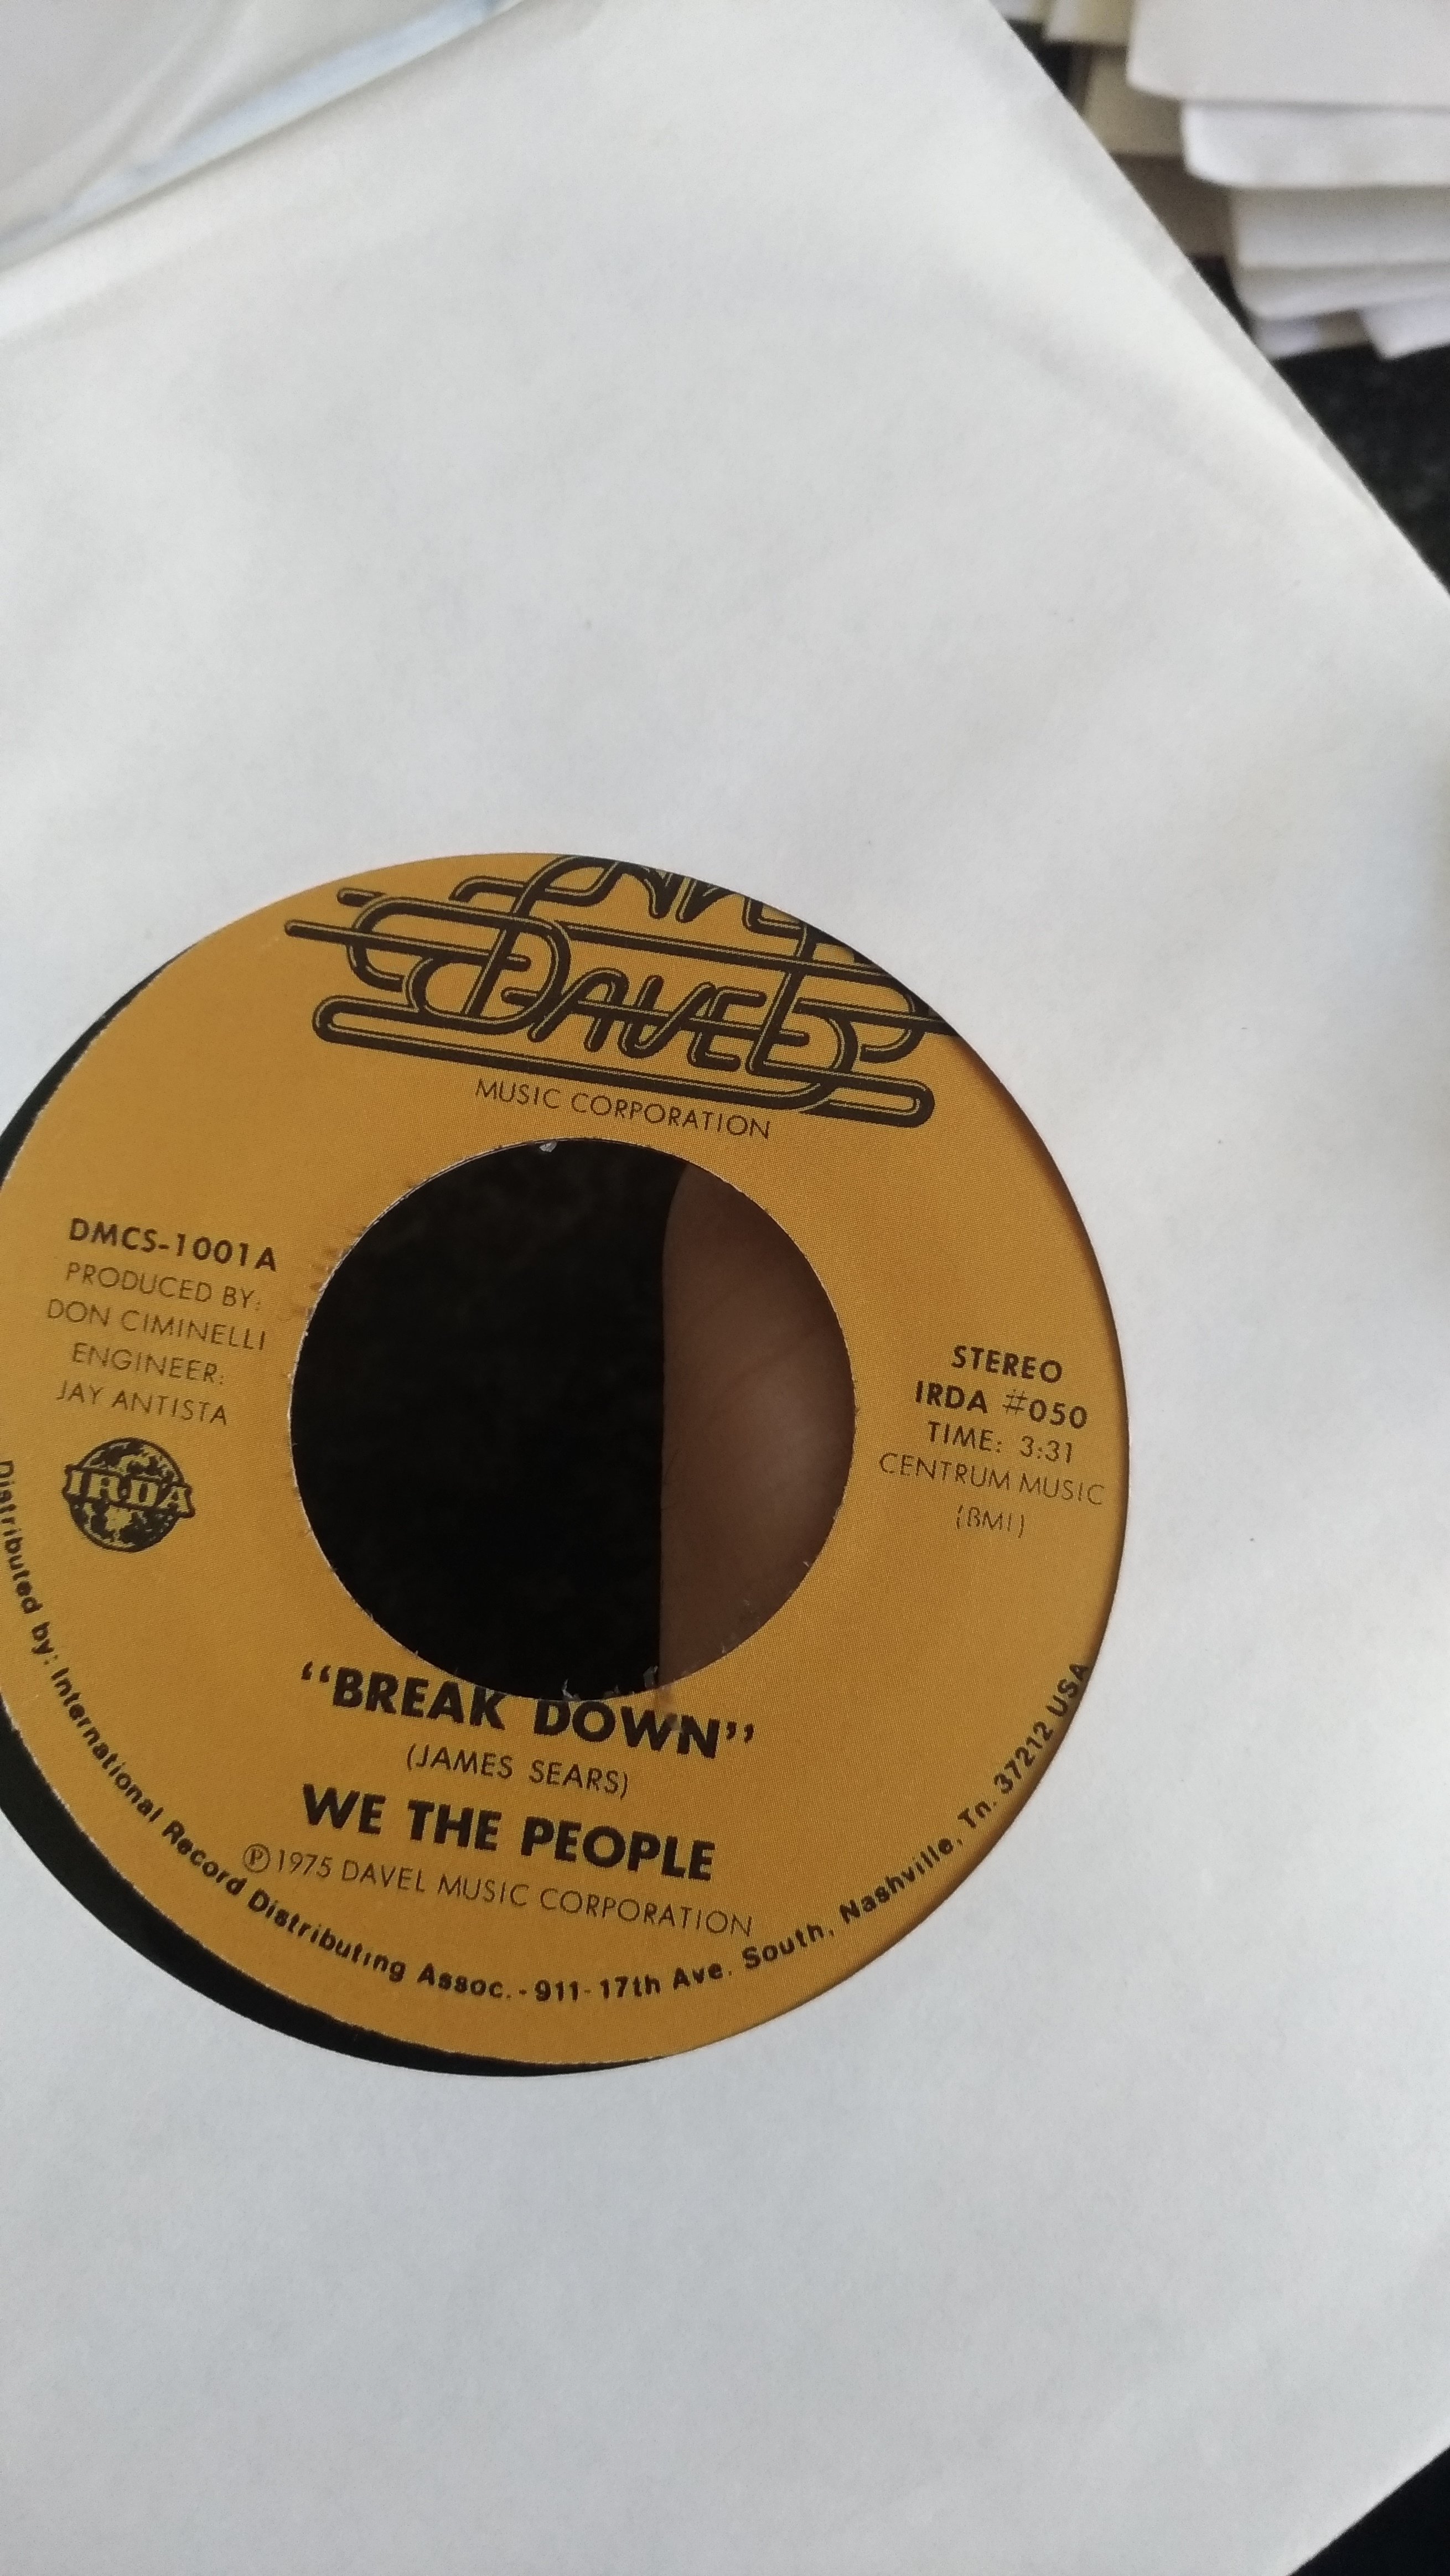 DAVEL
MUSIC CORPORATION
DMCS-1001A
PRODUCED BY:
DON CIMINELLI
ENGINEER:
JAY ANTISTA
IRDA
STEREO
IRDA #050
TIME: 3:31
CENTRUM MUSIC
(BMI)
“BREAK DOWN”
(JAMES SEARS)
WE THE PEOPLE
℗1975 DAVEL MUSIC CORPORATION
Distributed by: International Record Distributing Assoc. - 911- 17th Ave. South, Nashville, Tn. 37212 USA